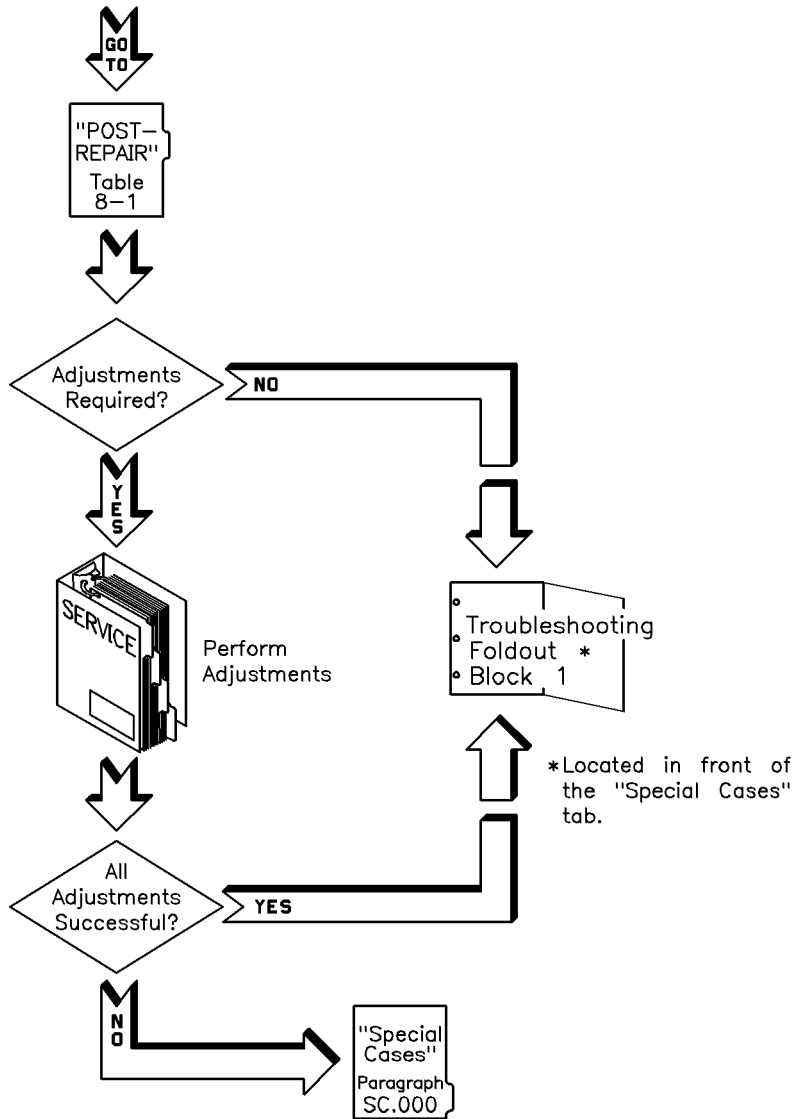 GO
TO
"POST-
REPAIR"
Table
8-1
Adjustments
Required?
NO
YES
SERVICE
Perform
Adjustments
Troubleshooting
Foldout *
Block 1
*Located in front of
the "Special Cases"
tab.
All
Adjustments
Successful?
YES
NO
"Special
Cases"
Paragraph
SC.000